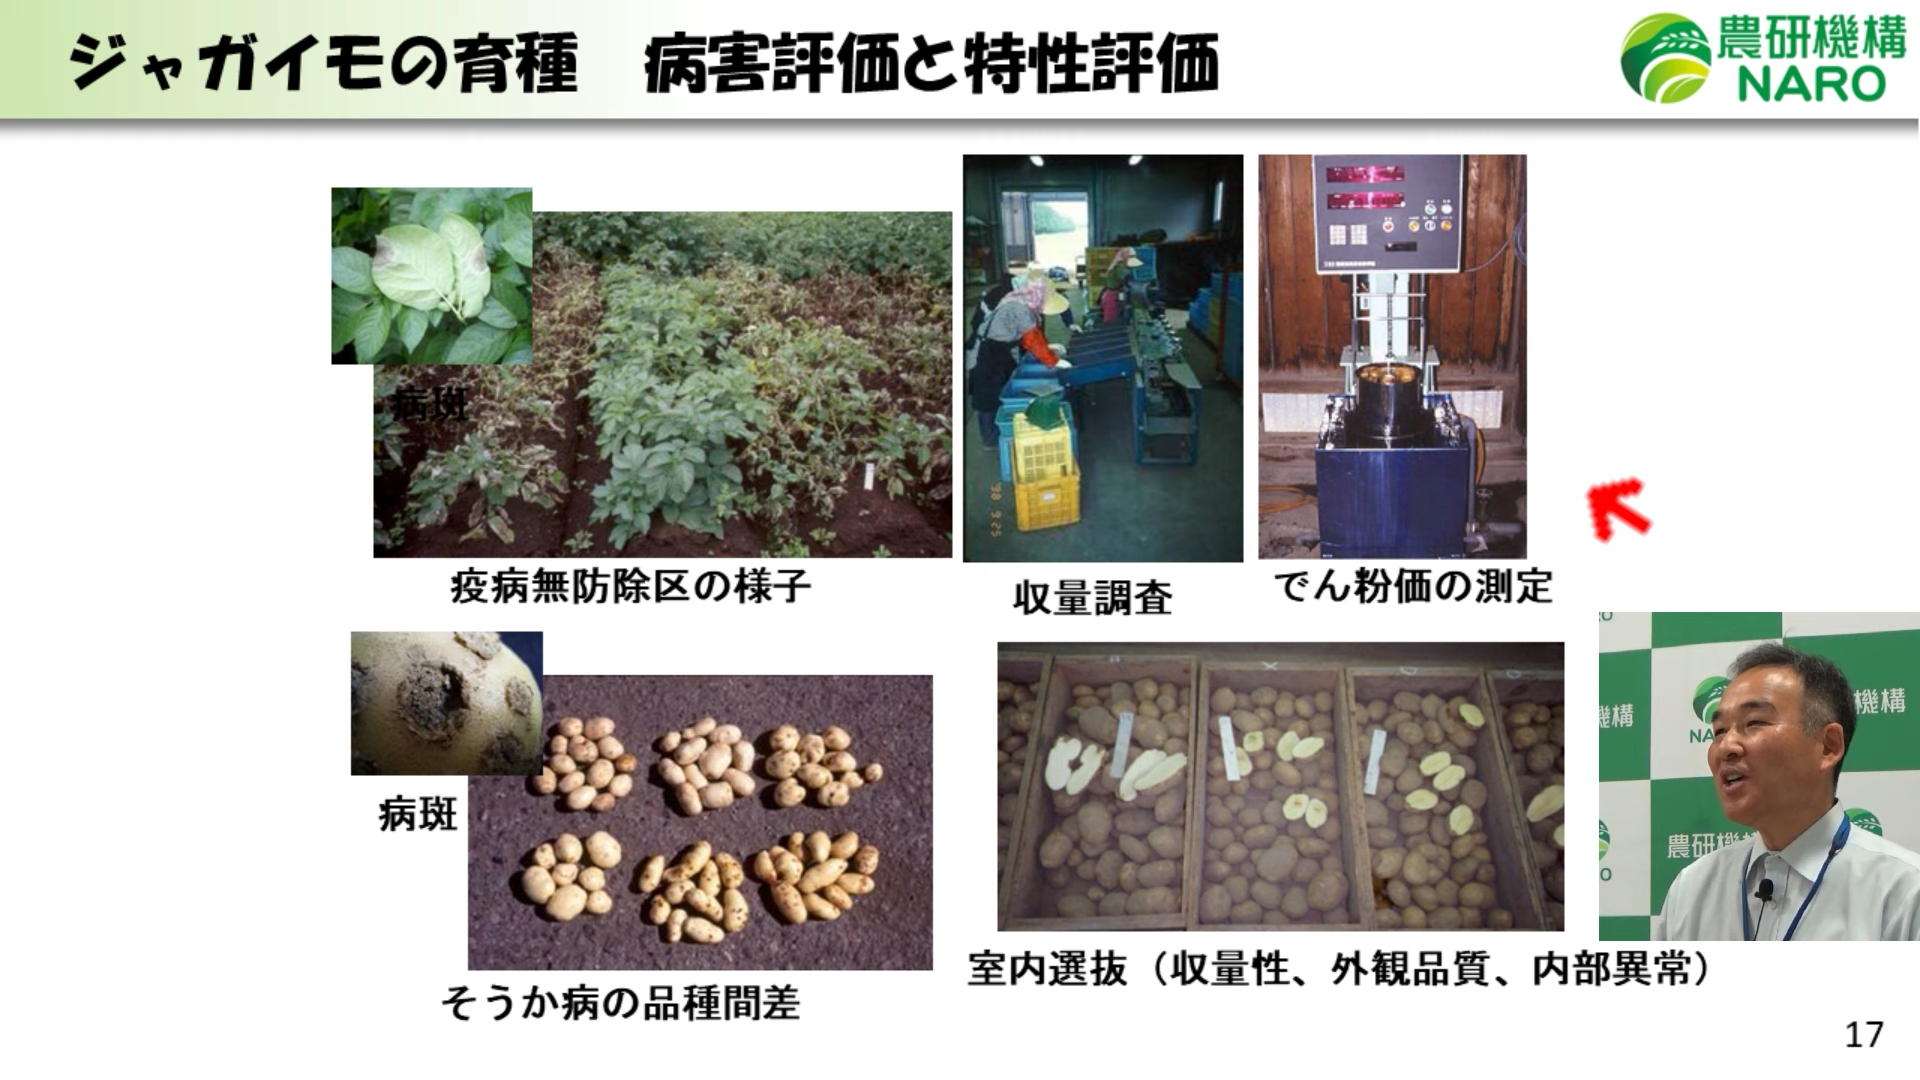 ジャガイモの育種　病害評価と特性評価
農研機構
NARO
病斑
疫病無防除区の様子
収量調査
でん粉価の測定
病斑
そうか病の品種間差
室内選抜（収量性、外観品質、内部異常）
機構
NA
機構
農研機
17